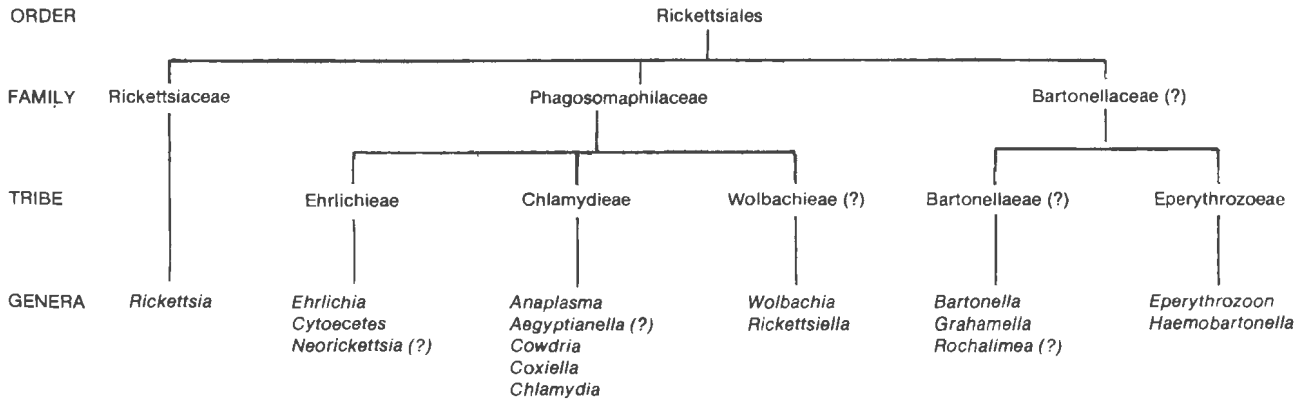 ORDER Rickettsiales
FAMILY Rickettsiaceae Phagosomaphilaceae Bartonellaceae (?)
TRIBE Ehrlichieae Chlamydieae Wolbachieae (?) Bartonellaeae (?) Eperythrozoeae
GENERA Rickettsia Ehrlichia Anaplasma Wolbachia Bartonella Eperythrozoon
Cytoecetes Aegyptianella (?) Rickettsiella Grahamella Haemobartonella
Neorickettsia (?) Cowdria Rochalimea (?)
Coxiella
Chlamydia